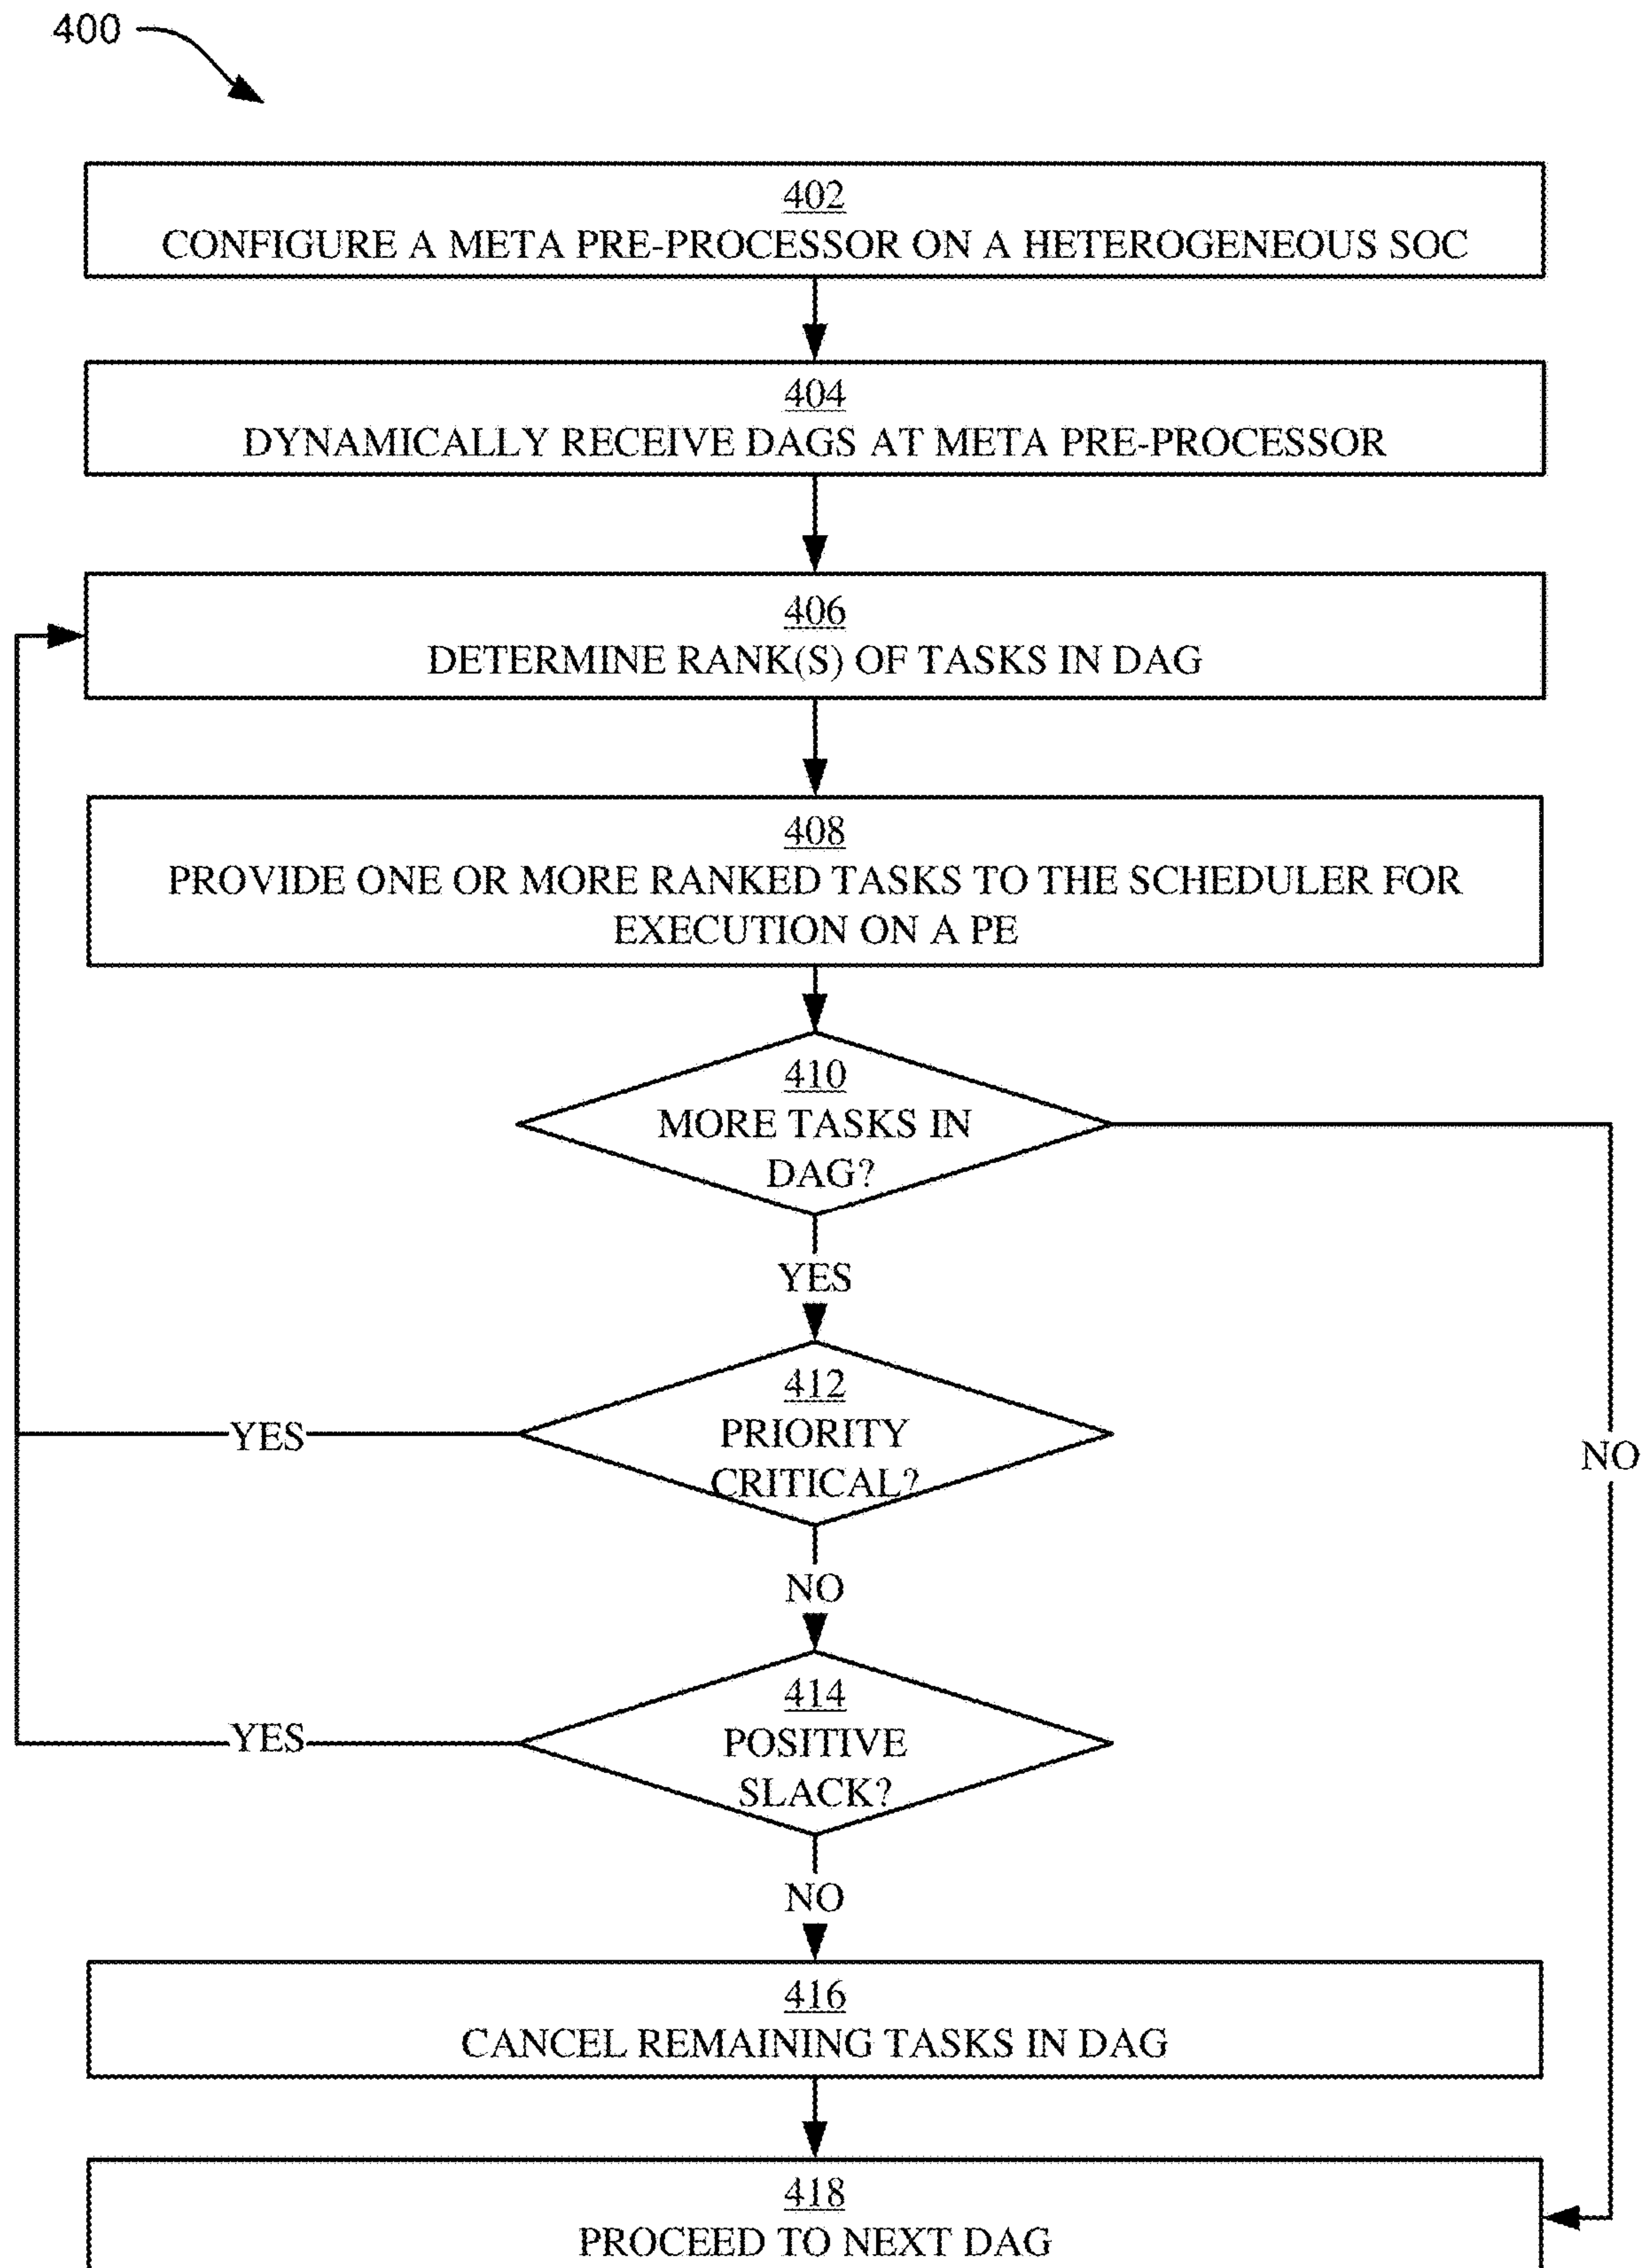 400
402
CONFIGURE A META PRE-PROCESSOR ON A HETEROGENEOUS SOC
404
DYNAMICALLY RECEIVE DAGS AT META PRE-PROCESSOR
406
DETERMINE RANK(S) OF TASKS IN DAG
408
PROVIDE ONE OR MORE RANKED TASKS TO THE SCHEDULER FOR
EXECUTION ON A PE
410
MORE TASKS IN
DAG?
YES
412
PRIORITY
CRITICAL?
YES
NO
NO
414
POSITIVE
SLACK?
YES
NO
416
CANCEL REMAINING TASKS IN DAG
418
PROCEED TO NEXT DAG